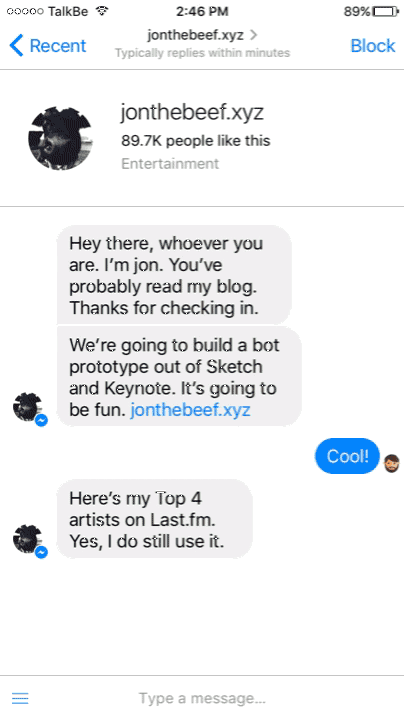 TalkBe 2:46 PM 89%
Recent jonthebeef.xyz Block
Typically replies within minutes
jonthebeef.xyz
89.7K people like this
Entertainment
Hey there, whoever you
are. I'm jon. You've
probably read my blog.
Thanks for checking in.
We're going to build a bot
prototype out of Sketch
and Keynote. It's going to
be fun. jonthebeef.xyz
Cool!
Here's my Top 4
artists on Last.fm.
Yes, I do still use it.
Type a message...